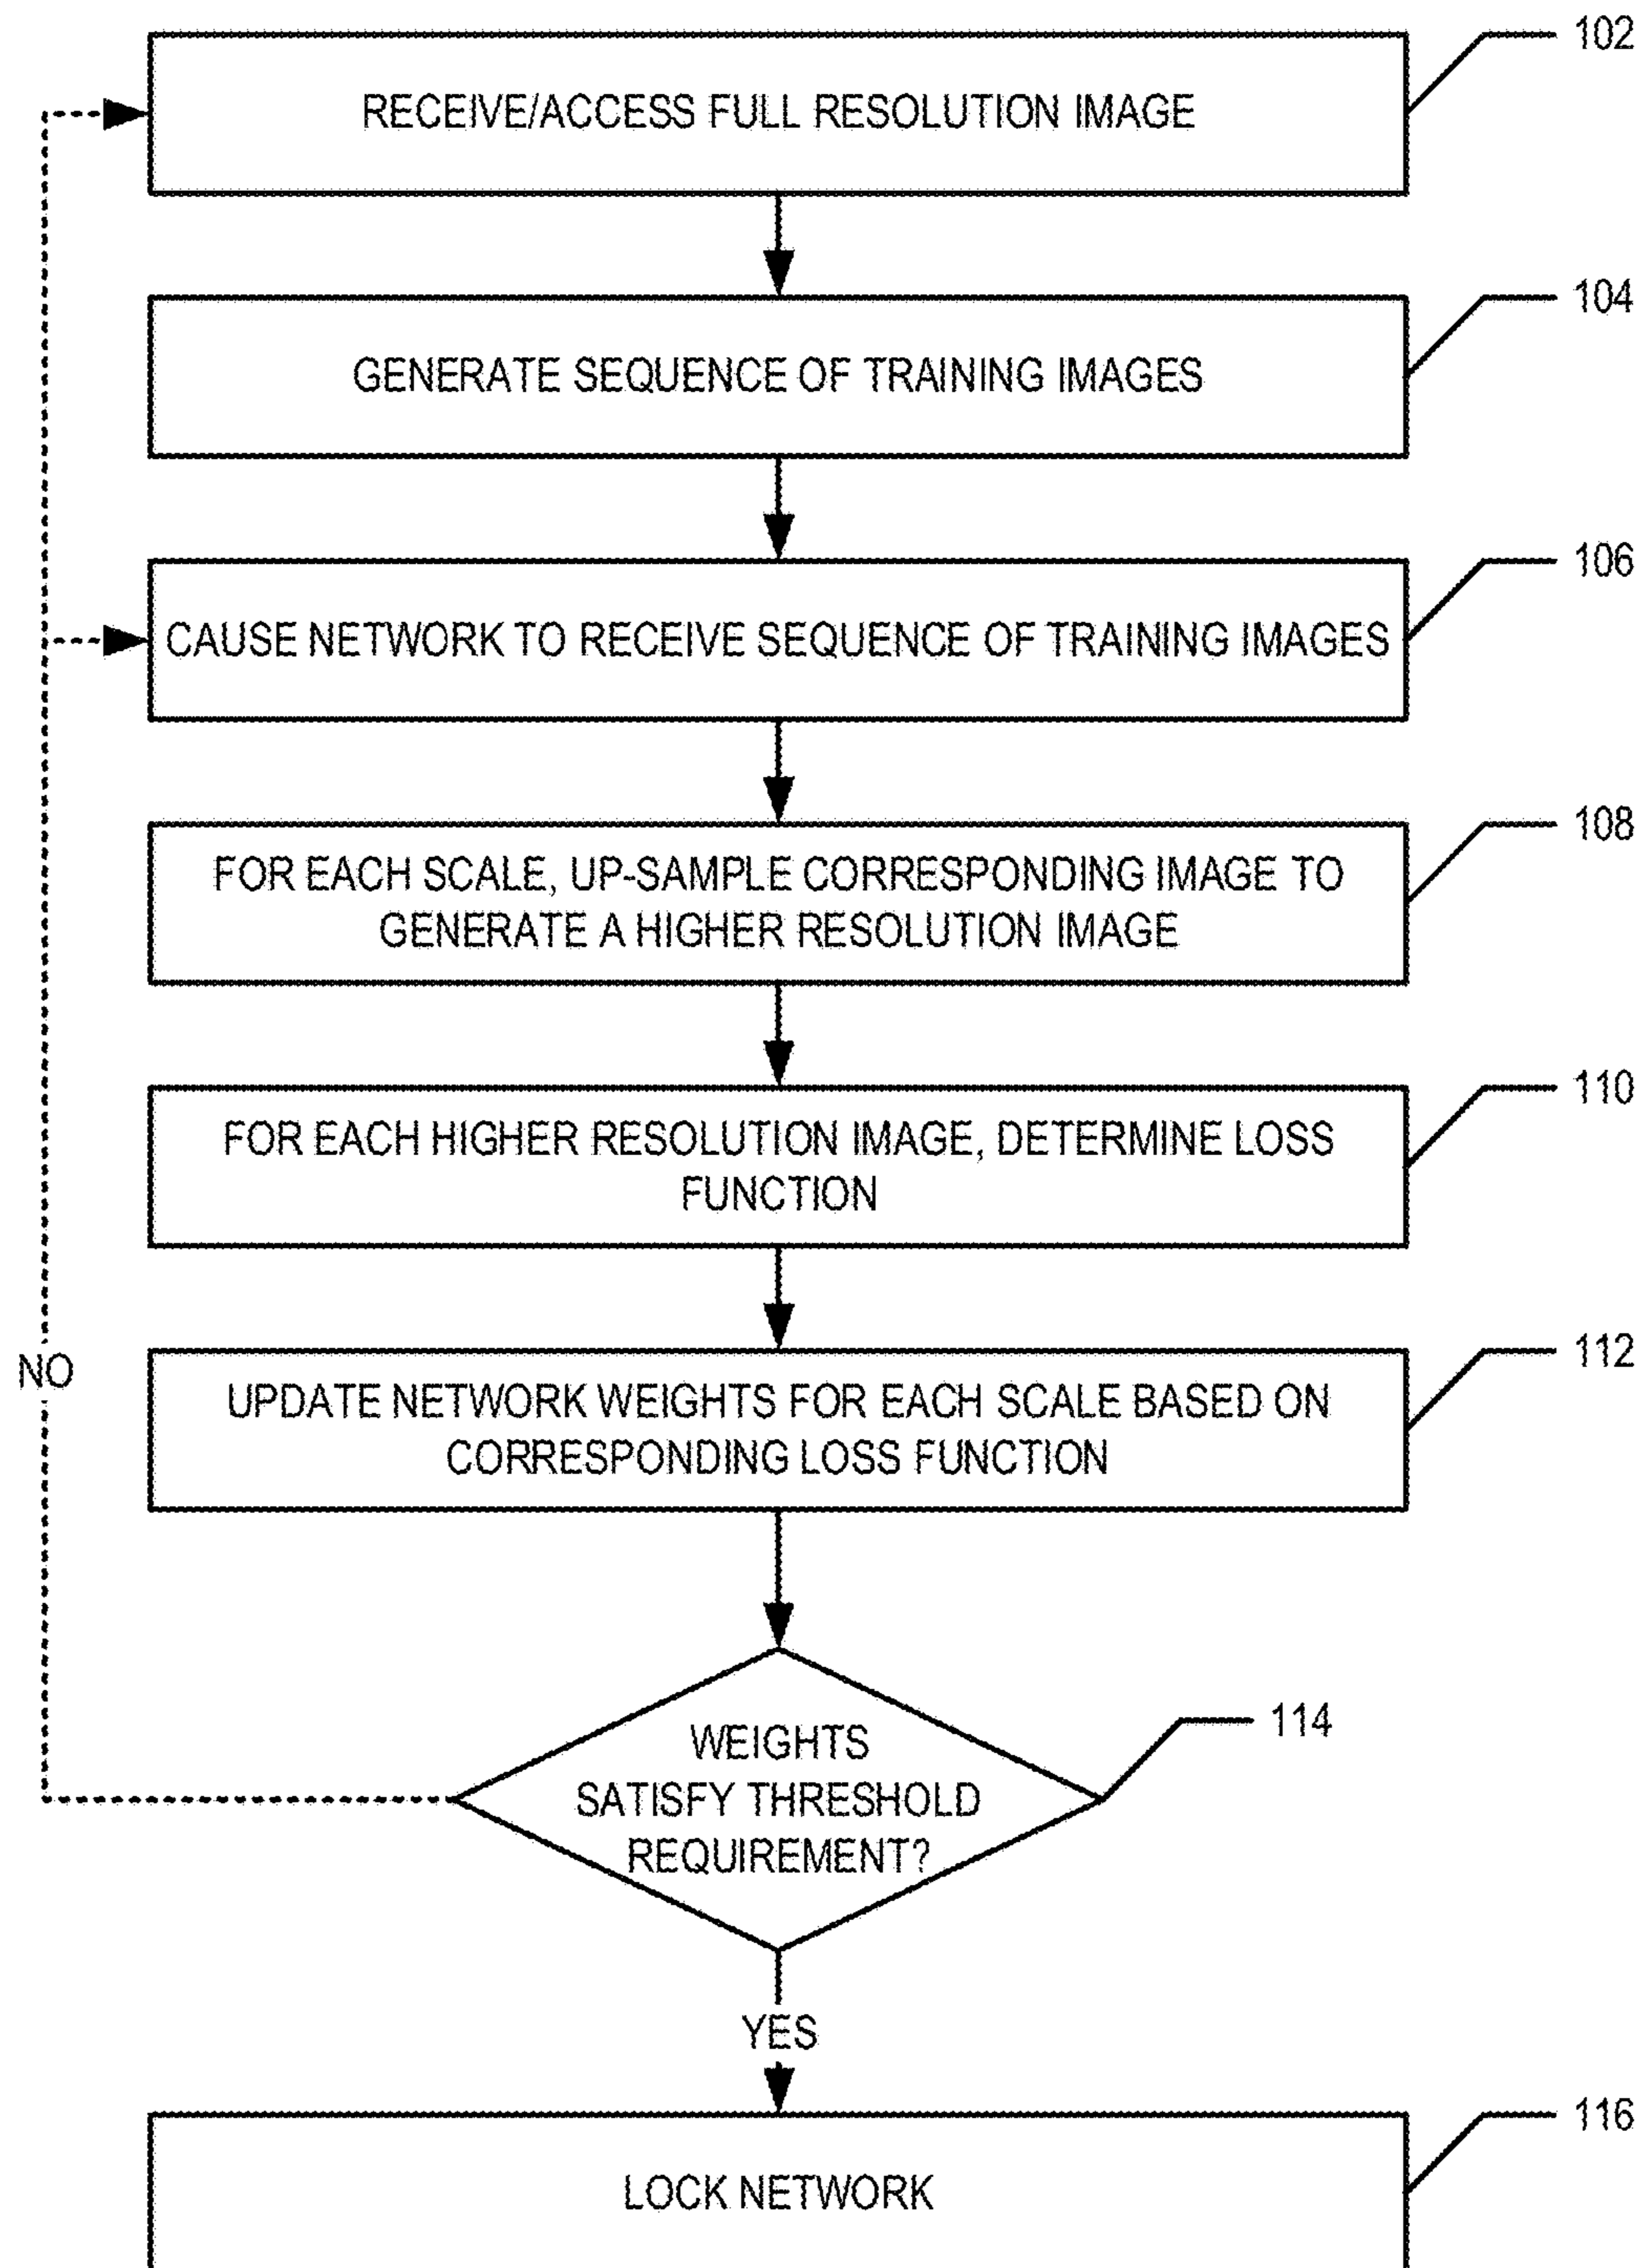 102
RECEIVE/ACCESS FULL RESOLUTION IMAGE
104
GENERATE SEQUENCE OF TRAINING IMAGES
106
CAUSE NETWORK TO RECEIVE SEQUENCE OF TRAINING IMAGES
108
FOR EACH SCALE, UP-SAMPLE CORRESPONDING IMAGE TO
GENERATE A HIGHER RESOLUTION IMAGE
110
FOR EACH HIGHER RESOLUTION IMAGE, DETERMINE LOSS
FUNCTION
112
NO
UPDATE NETWORK WEIGHTS FOR EACH SCALE BASED ON
CORRESPONDING LOSS FUNCTION
114
WEIGHTS
SATISFY THRESHOLD
REQUIREMENT?
YES
116
LOCK NETWORK